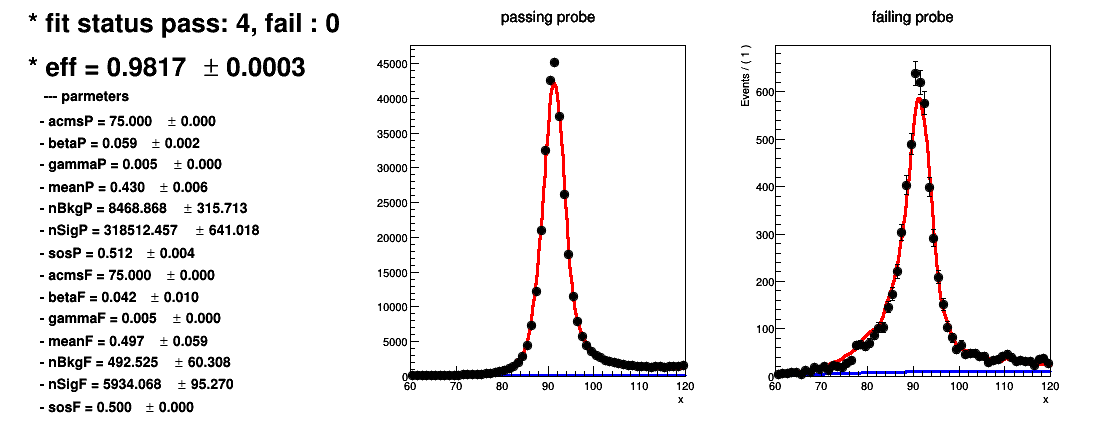 * fit status pass: 4, fail : 0
* eff = 0.9817 ± 0.0003
--- parmeters
- acmsP = 75.000 ± 0.000
- betaP = 0.059 ± 0.002
- gammaP = 0.005 ± 0.000
- meanP = 0.430 ± 0.006
- nBkgP = 8468.868 ± 315.713
- nSigP = 318512.457 ± 641.018
- sosP = 0.512 ± 0.004
- acmsF = 75.000 ± 0.000
- betaF = 0.042 ± 0.010
- gammaF = 0.005 ± 0.000
- meanF = 0.497 ± 0.059
- nBkgF = 492.525 ± 60.308
- nSigF = 5934.068 ± 95.270
- sosF = 0.500 ± 0.000
passing probe
45000
40000
35000
30000
25000
20000
15000
10000
5000
0
60 70 80 90 100 110 120
x
failing probe
Events / ( 1 )
600
500
400
300
200
100
0
60 70 80 90 100 110 120
x